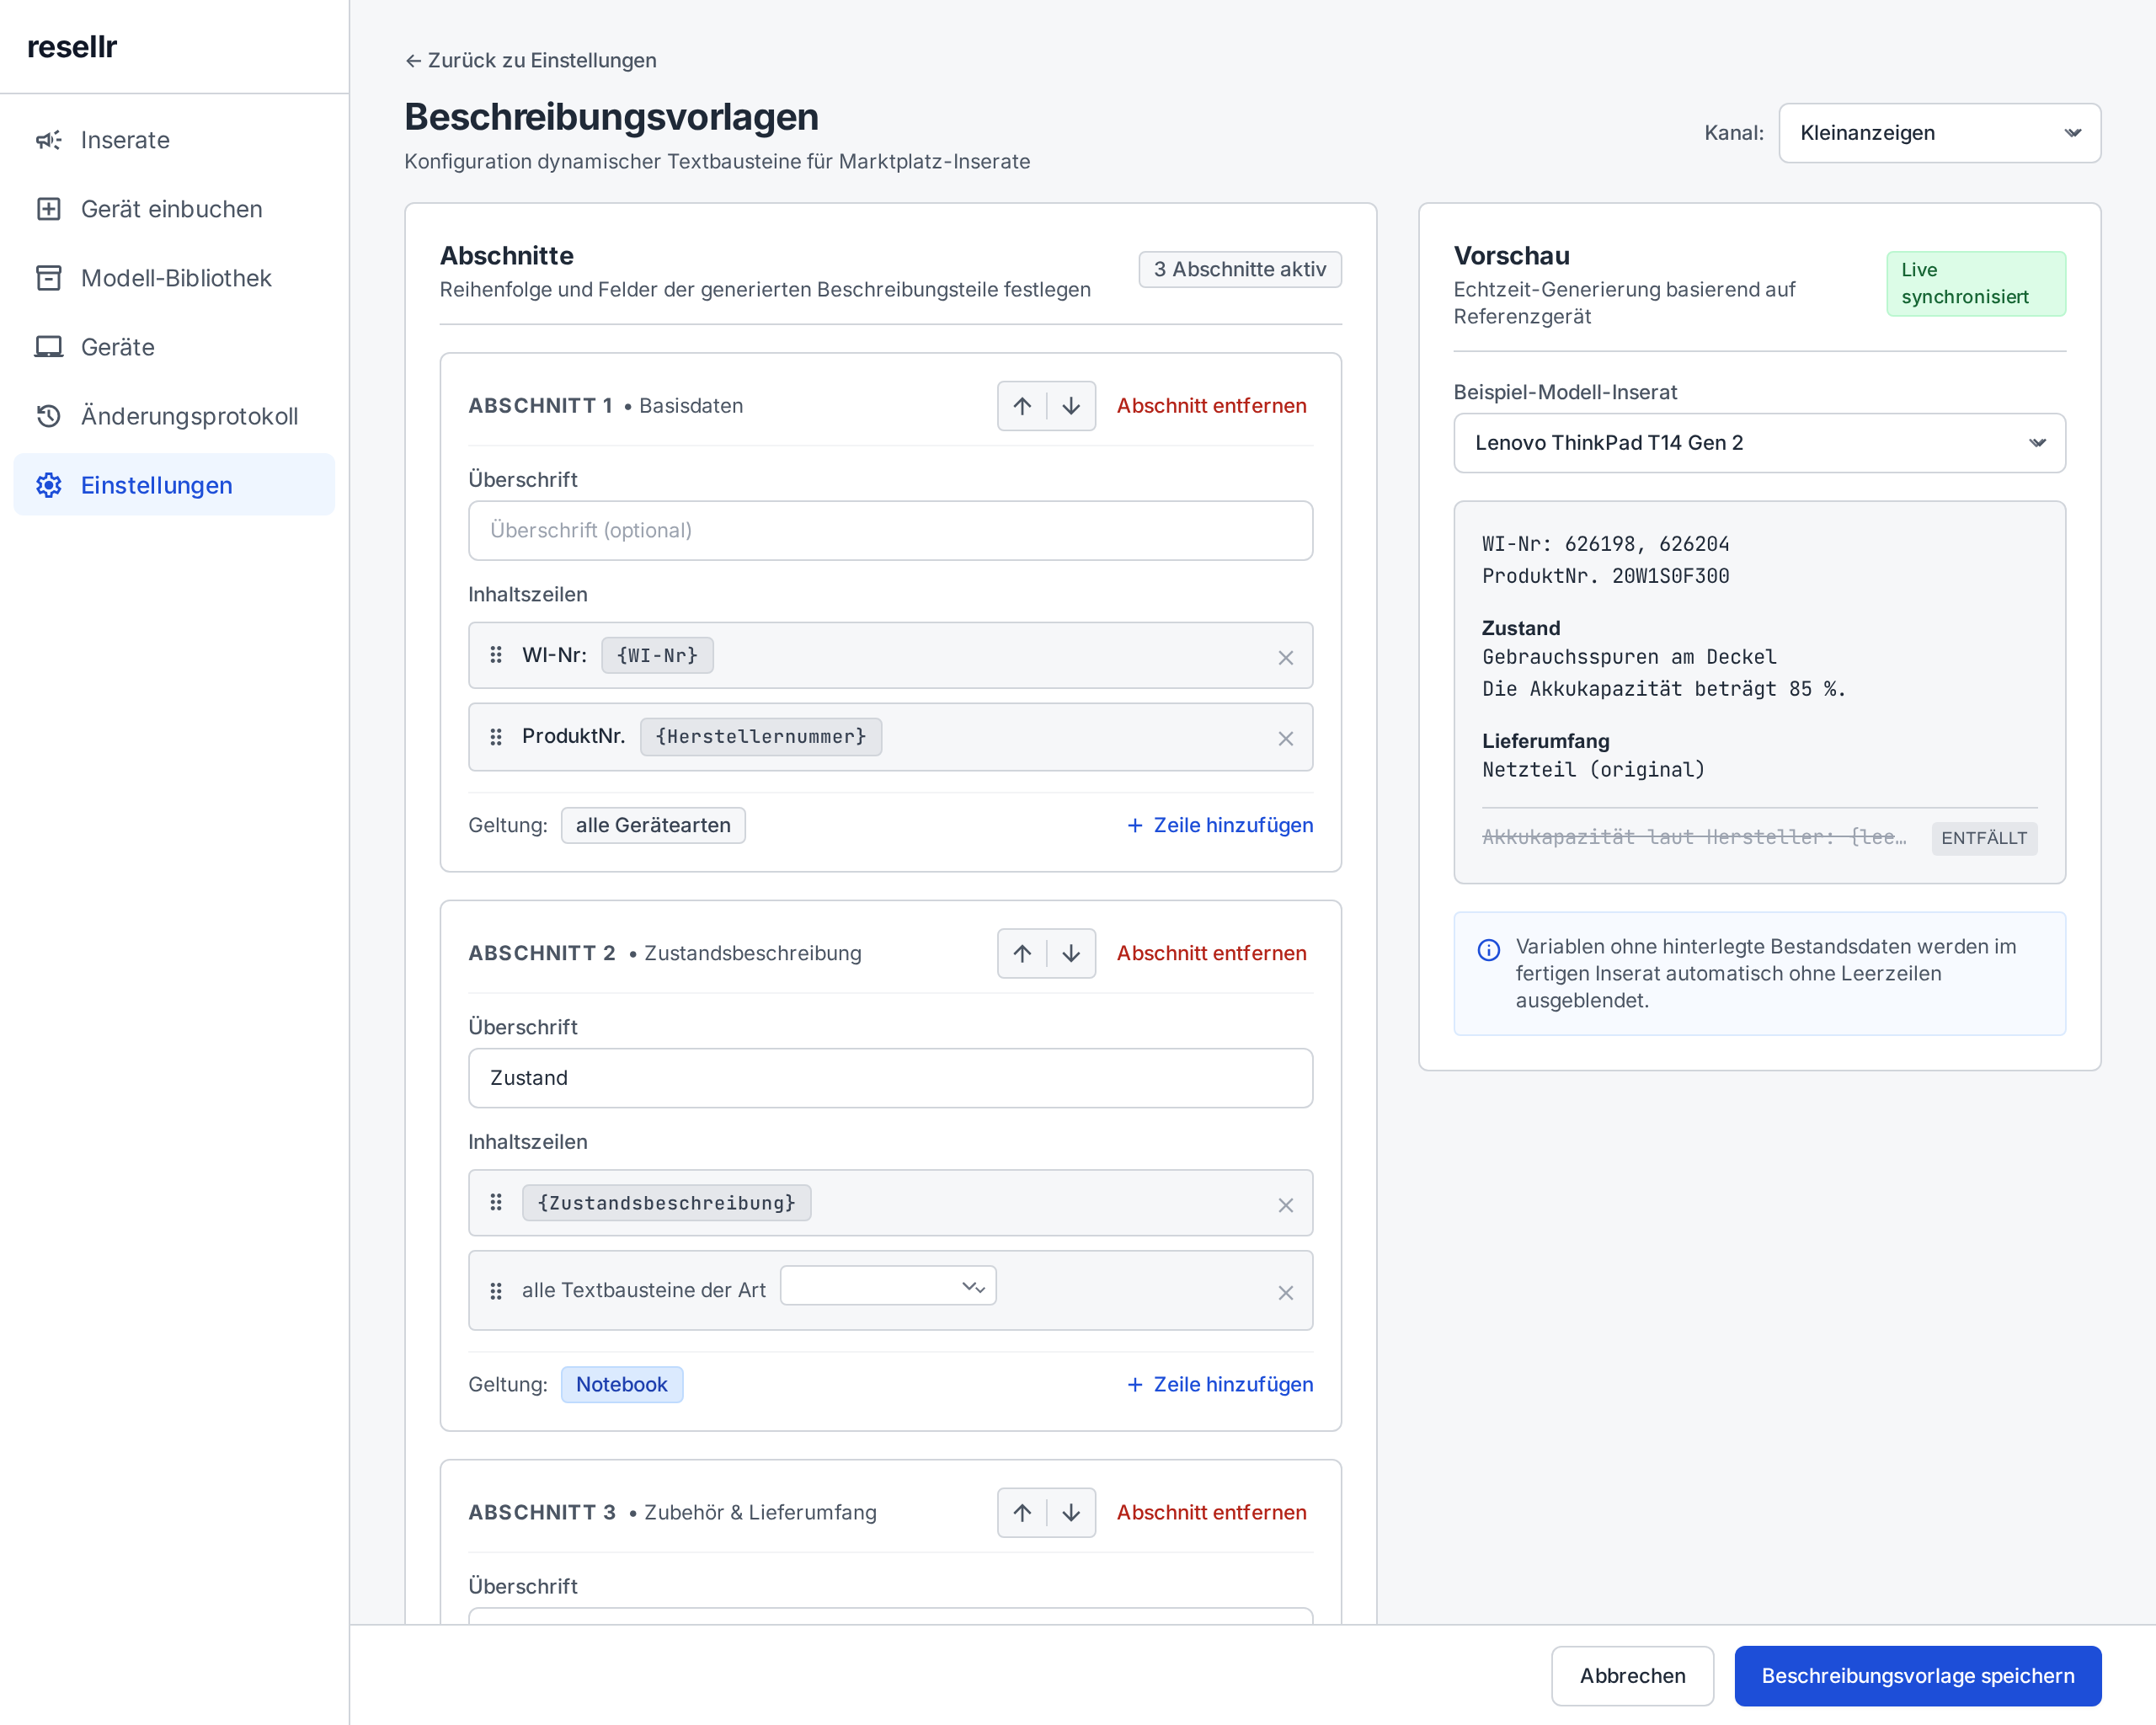 resellr
Inserate
Gerät einbuchen
Modell-Bibliothek
Geräte
Änderungsprotokoll
Einstellungen
← Zurück zu Einstellungen
Beschreibungsvorlagen
Konfiguration dynamischer Textbausteine für Marktplatz-Inserate
Kanal: Kleinanzeigen
Abschnitte
Reihenfolge und Felder der generierten Beschreibungsteile festlegen
3 Abschnitte aktiv
ABSCHNITT 1 • Basisdaten
Abschnitt entfernen
Überschrift
Überschrift (optional)
Inhaltszeilen
WI-Nr: {WI-Nr}
ProduktNr. {Herstellernummer}
Geltung: alle Gerätearten
+ Zeile hinzufügen
ABSCHNITT 2 • Zustandsbeschreibung
Abschnitt entfernen
Überschrift
Zustand
Inhaltszeilen
{Zustandsbeschreibung}
alle Textbausteine der Art
Geltung: Notebook
+ Zeile hinzufügen
ABSCHNITT 3 • Zubehör & Lieferumfang
Abschnitt entfernen
Überschrift
Vorschau
Echtzeit-Generierung basierend auf
Referenzgerät
Live
synchronisiert
Beispiel-Modell-Inserat
Lenovo ThinkPad T14 Gen 2
WI-Nr: 626198, 626204
ProduktNr. 20W1S0F300
Zustand
Gebrauchsspuren am Deckel
Die Akkukapazität beträgt 85 %.
Lieferumfang
Netzteil (original)
Akkukapazität laut Hersteller: {lee…
ENTFÄLLT
Variablen ohne hinterlegte Bestandsdaten werden im
fertigen Inserat automatisch ohne Leerzeilen
ausgeblendet.
Abbrechen
Beschreibungsvorlage speichern